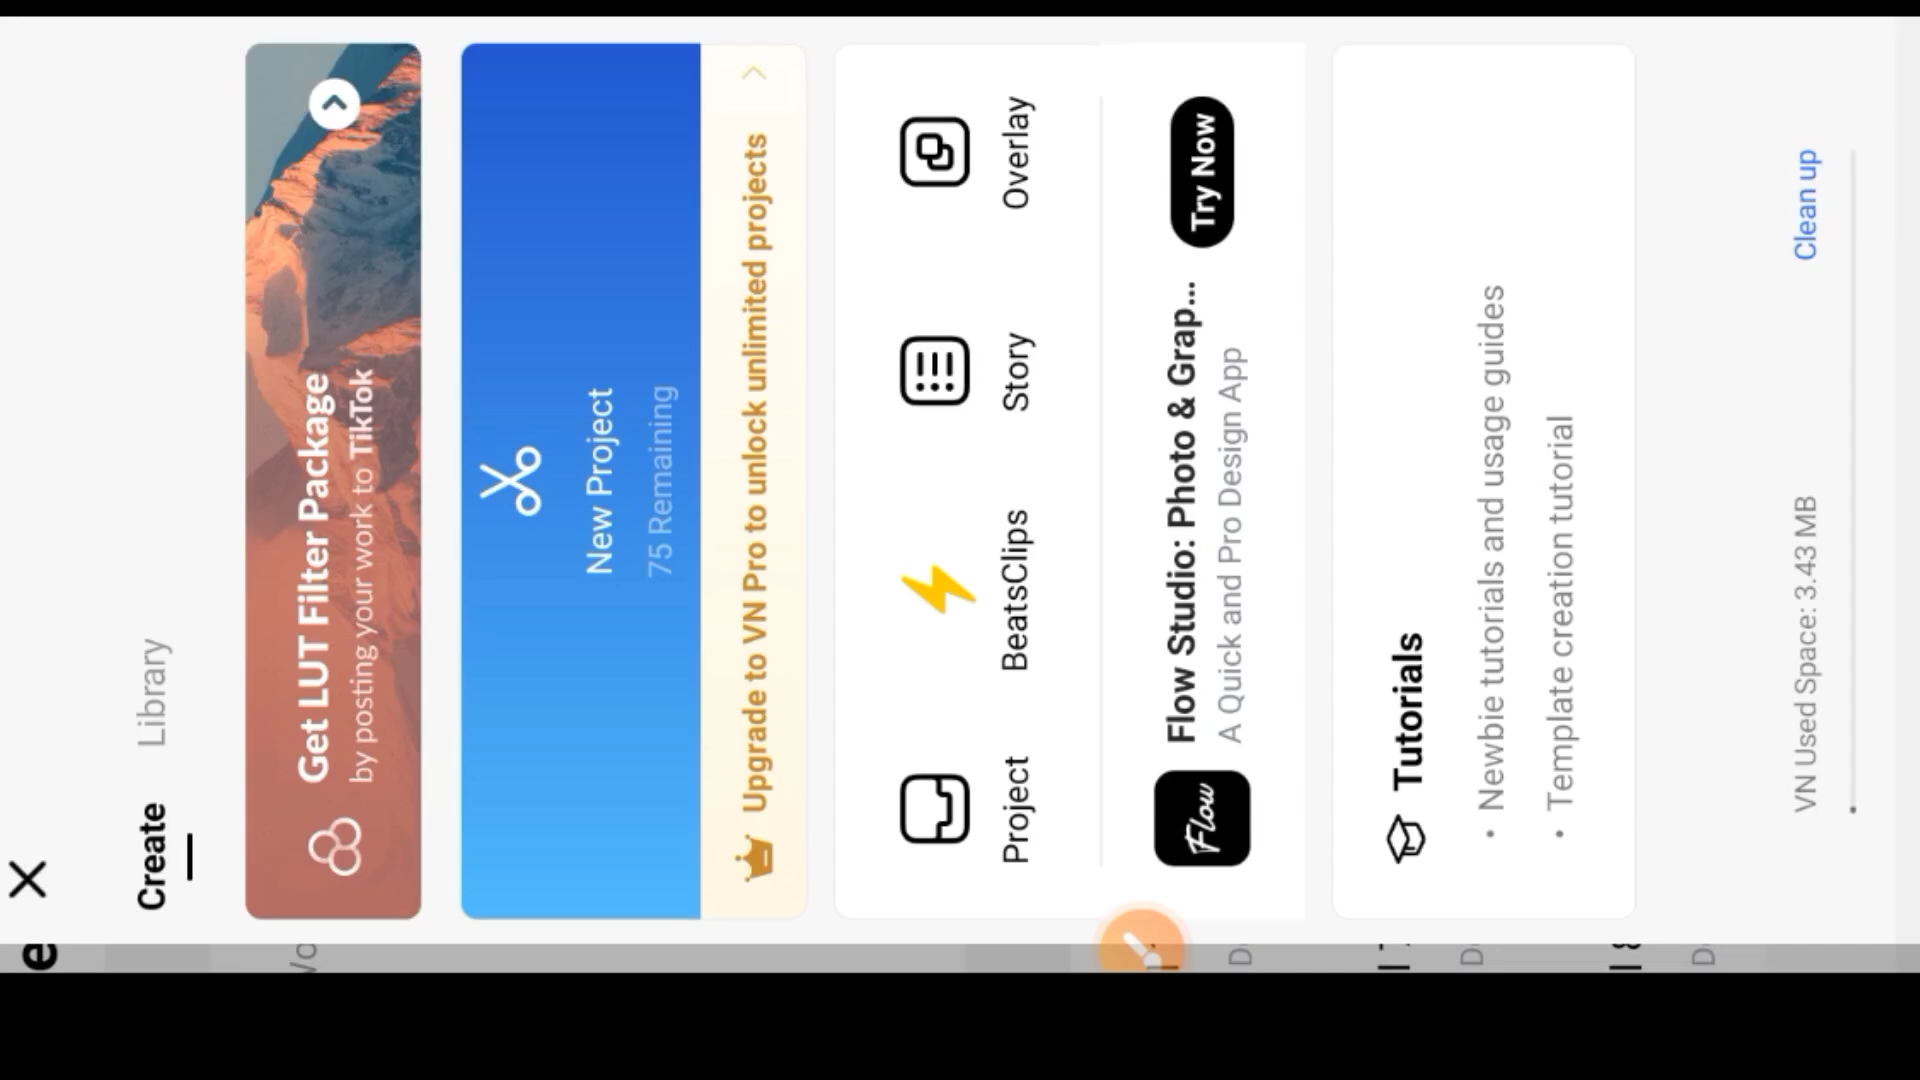 Create
Library
Get LUT Filter Package
by posting your work to TikTok
New Project
75 Remaining
Upgrade to VN Pro to unlock unlimited projects
Project
BeatsClips
Story
Overlay
Flow
Flow Studio: Photo & Grap...
A Quick and Pro Design App
Try Now
Tutorials
• Newbie tutorials and usage guides
• Template creation tutorial
VN Used Space: 3.43 MB
Clean up